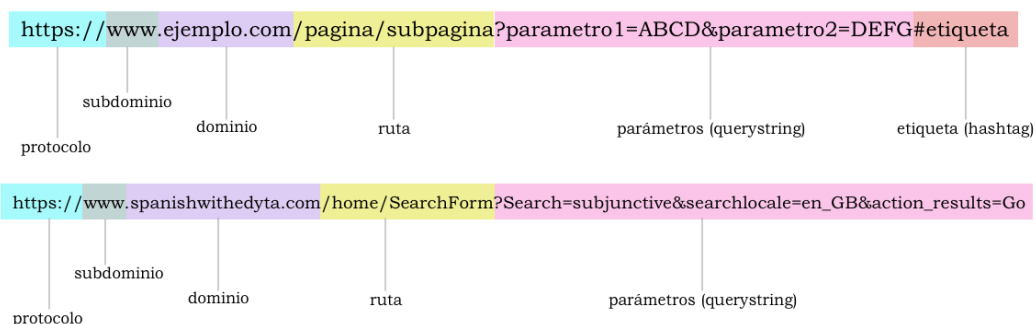 https://www.ejemplo.com/pagina/subpagina?parametro1=ABCD&parametro2=DEFG#etiqueta
subdominio
dominio
ruta
parámetros (querystring)
etiqueta (hashtag)
protocolo
https://www.spanishwithedyta.com/home/SearchForm?Search=subjunctive&searchlocale=en_GB&action_results=Go
subdominio
dominio
ruta
parámetros (querystring)
protocolo